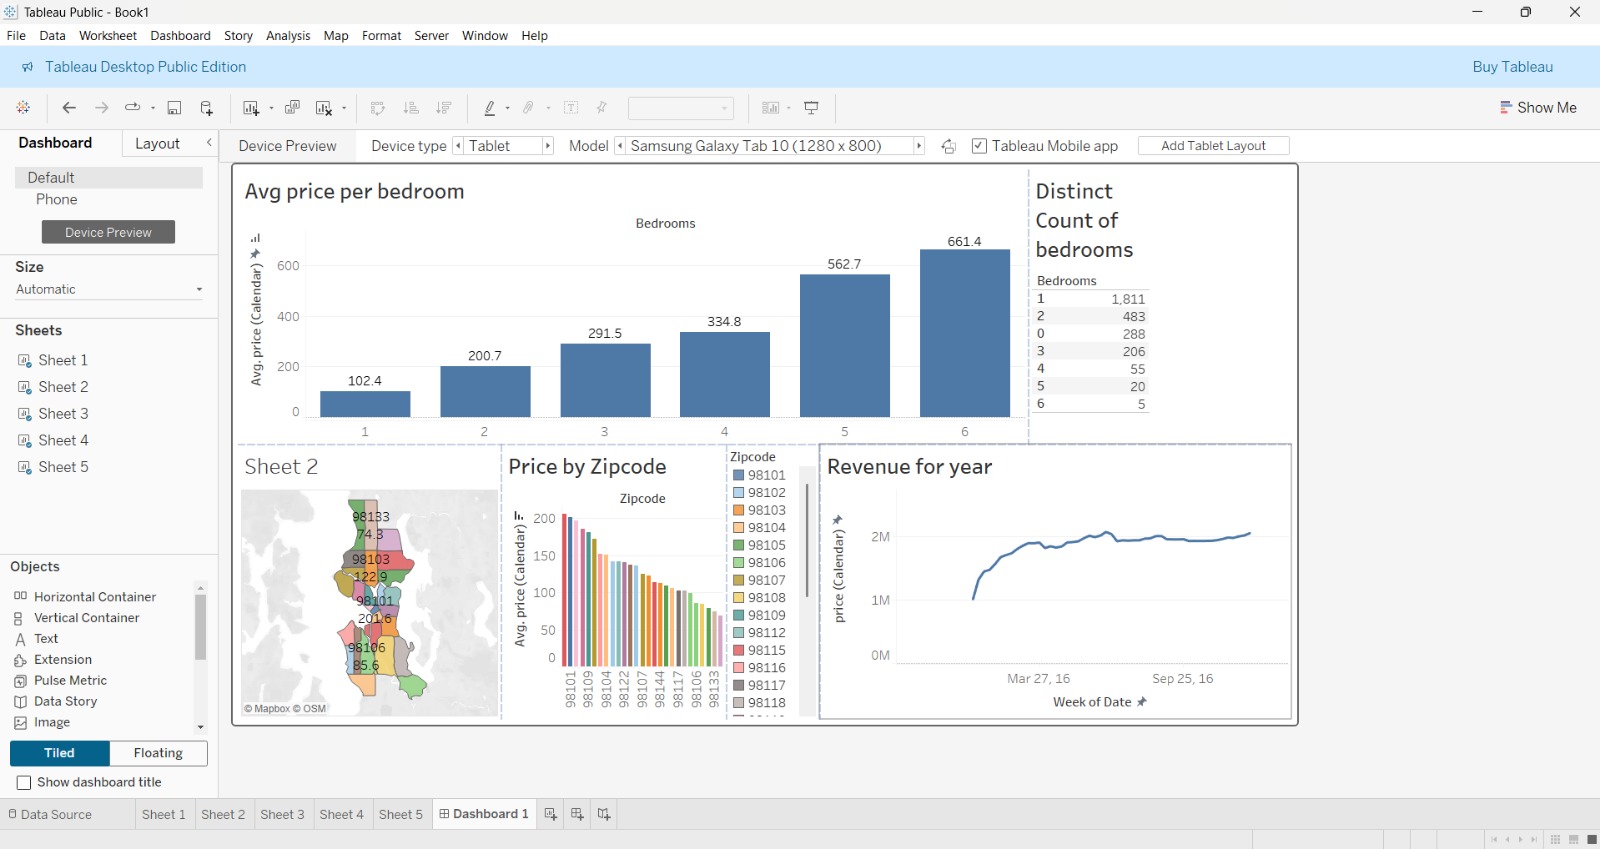 Tableau Public - Book1
File Data Worksheet Dashboard Story Analysis Map Format Server Window Help
Tableau Desktop Public Edition
Buy Tableau
Show Me
Dashboard Layout
Device Preview Device type Tablet Model Samsung Galaxy Tab 10 (1280 x 800) Tableau Mobile app Add Tablet Layout
Default
Phone
Device Preview
Size
Automatic
Sheets
Sheet 1
Sheet 2
Sheet 3
Sheet 4
Sheet 5
Objects
Horizontal Container
Vertical Container
Text
Extension
Pulse Metric
Data Story
Image
Tiled Floating
Show dashboard title
Avg price per bedroom
Bedrooms
Avg. price (Calendar)
600
400
200
0
102.4
200.7
291.5
334.8
562.7
661.4
1 2 3 4 5 6
Distinct
Count of
bedrooms
Bedrooms
1 1,811
2 483
0 288
3 206
4 55
5 20
6 5
Sheet 2
98133
74.3
98103
122.9
98101
201.6
98106
85.6
© Mapbox © OSM
Price by Zipcode
Zipcode
Avg. price (Calendar)
200
150
100
50
0
98101 98109 98104 98122 98107 98144 98117 98106 98133
Zipcode
98101
98102
98103
98104
98105
98106
98107
98108
98109
98112
98115
98116
98117
98118
Revenue for year
price (Calendar)
2M
1M
0M
Mar 27, 16 Sep 25, 16
Week of Date
Data Source Sheet 1 Sheet 2 Sheet 3 Sheet 4 Sheet 5 Dashboard 1